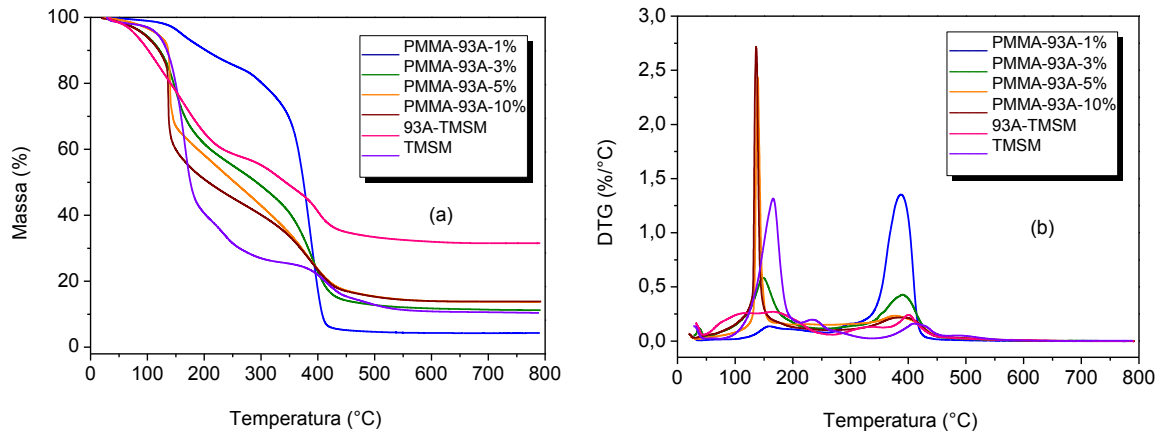 100
80
60
40
20
0
Massa (%)
0
100
200
300
400
500
600
700
800
Temperatura (°C)
PMMA-93A-1%
PMMA-93A-3%
PMMA-93A-5%
PMMA-93A-10%
93A-TMSM
TMSM
(a)
3,0
2,5
2,0
1,5
1,0
0,5
0,0
DTG (%/°C)
0
100
200
300
400
500
600
700
800
Temperatura (°C)
PMMA-93A-1%
PMMA-93A-3%
PMMA-93A-5%
PMMA-93A-10%
93A-TMSM
TMSM
(b)